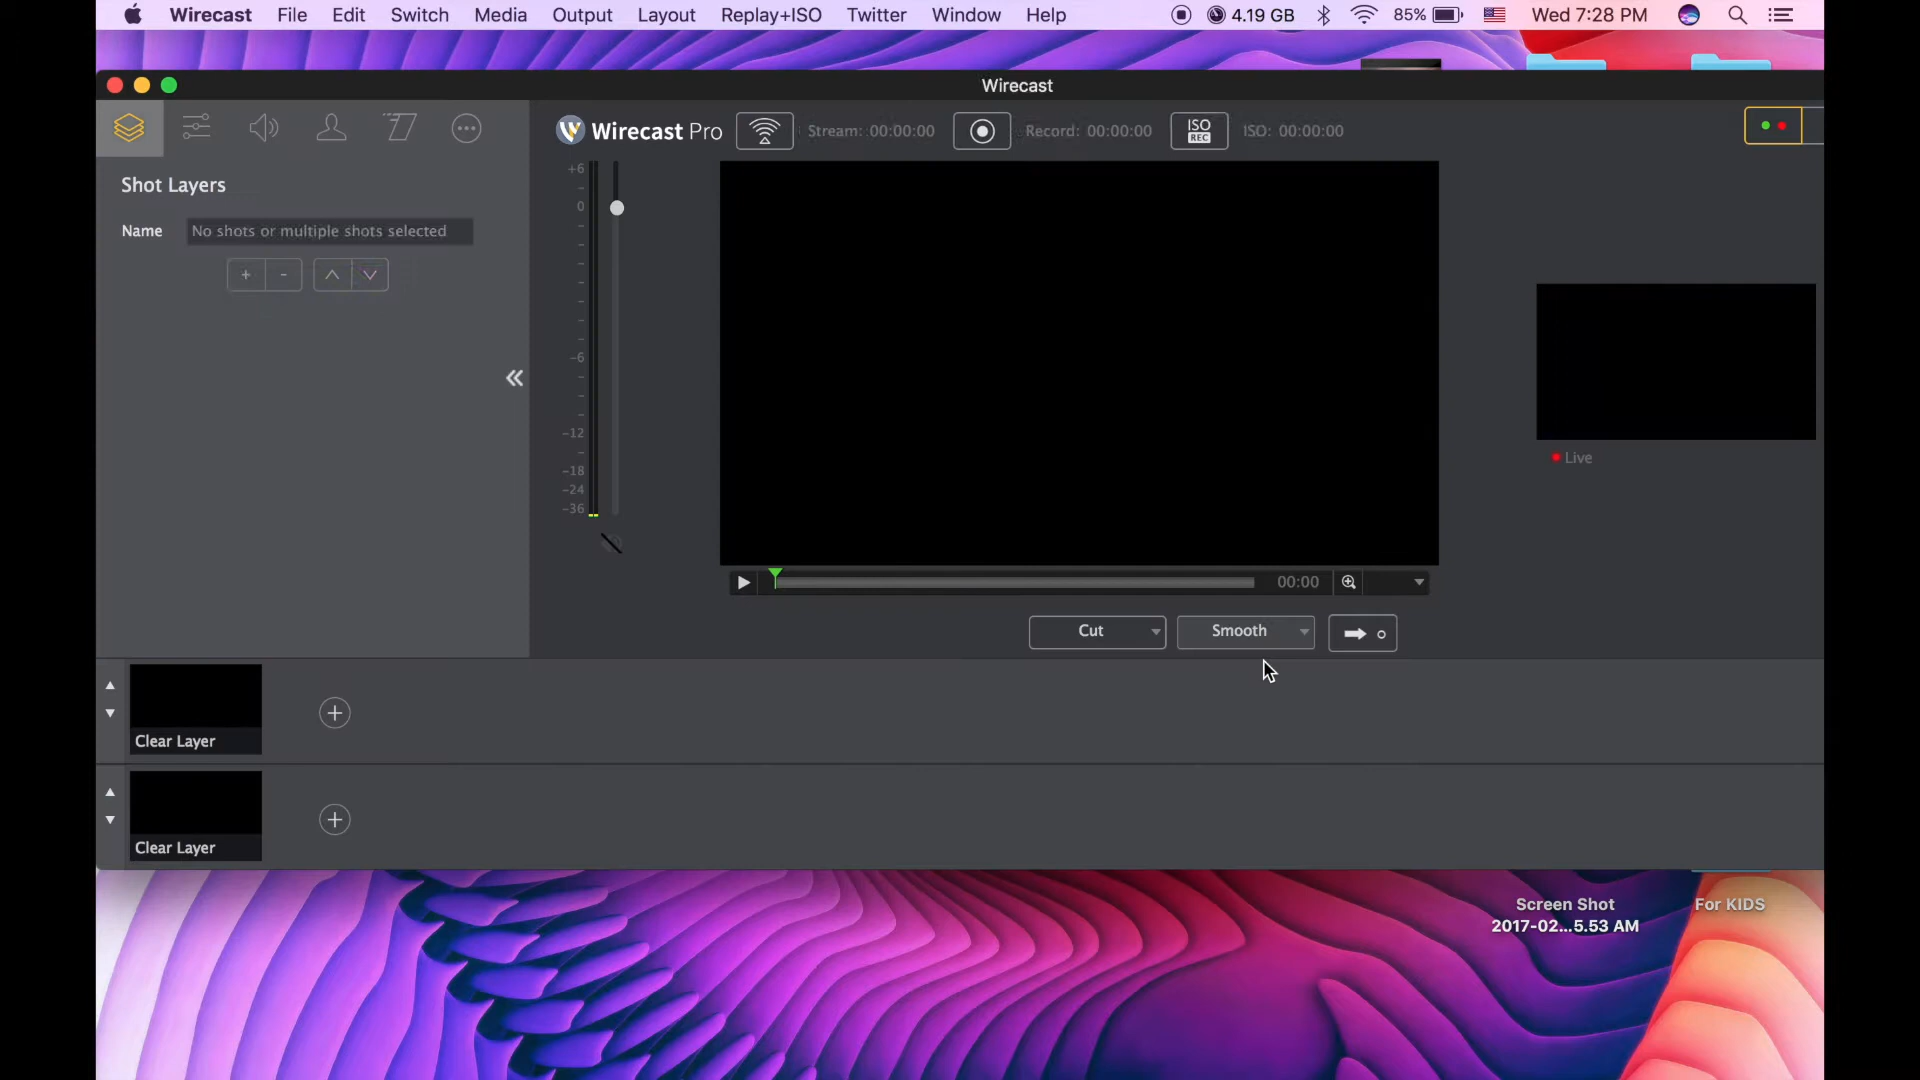 Wirecast File Edit Switch Media Output Layout Replay+ISO Twitter Window Help 4.19 GB 85% Wed 7:28 PM
Wirecast
Wirecast Pro Stream: 00:00:00 Record: 00:00:00 ISO REC ISO: 00:00:00
Shot Layers
Name No shots or multiple shots selected
+ -
+6
0
-6
-12
-18
-24
-36
Live
00:00
Cut Smooth
Clear Layer
Clear Layer
Screen Shot
2017-02...5.53 AM
For KIDS